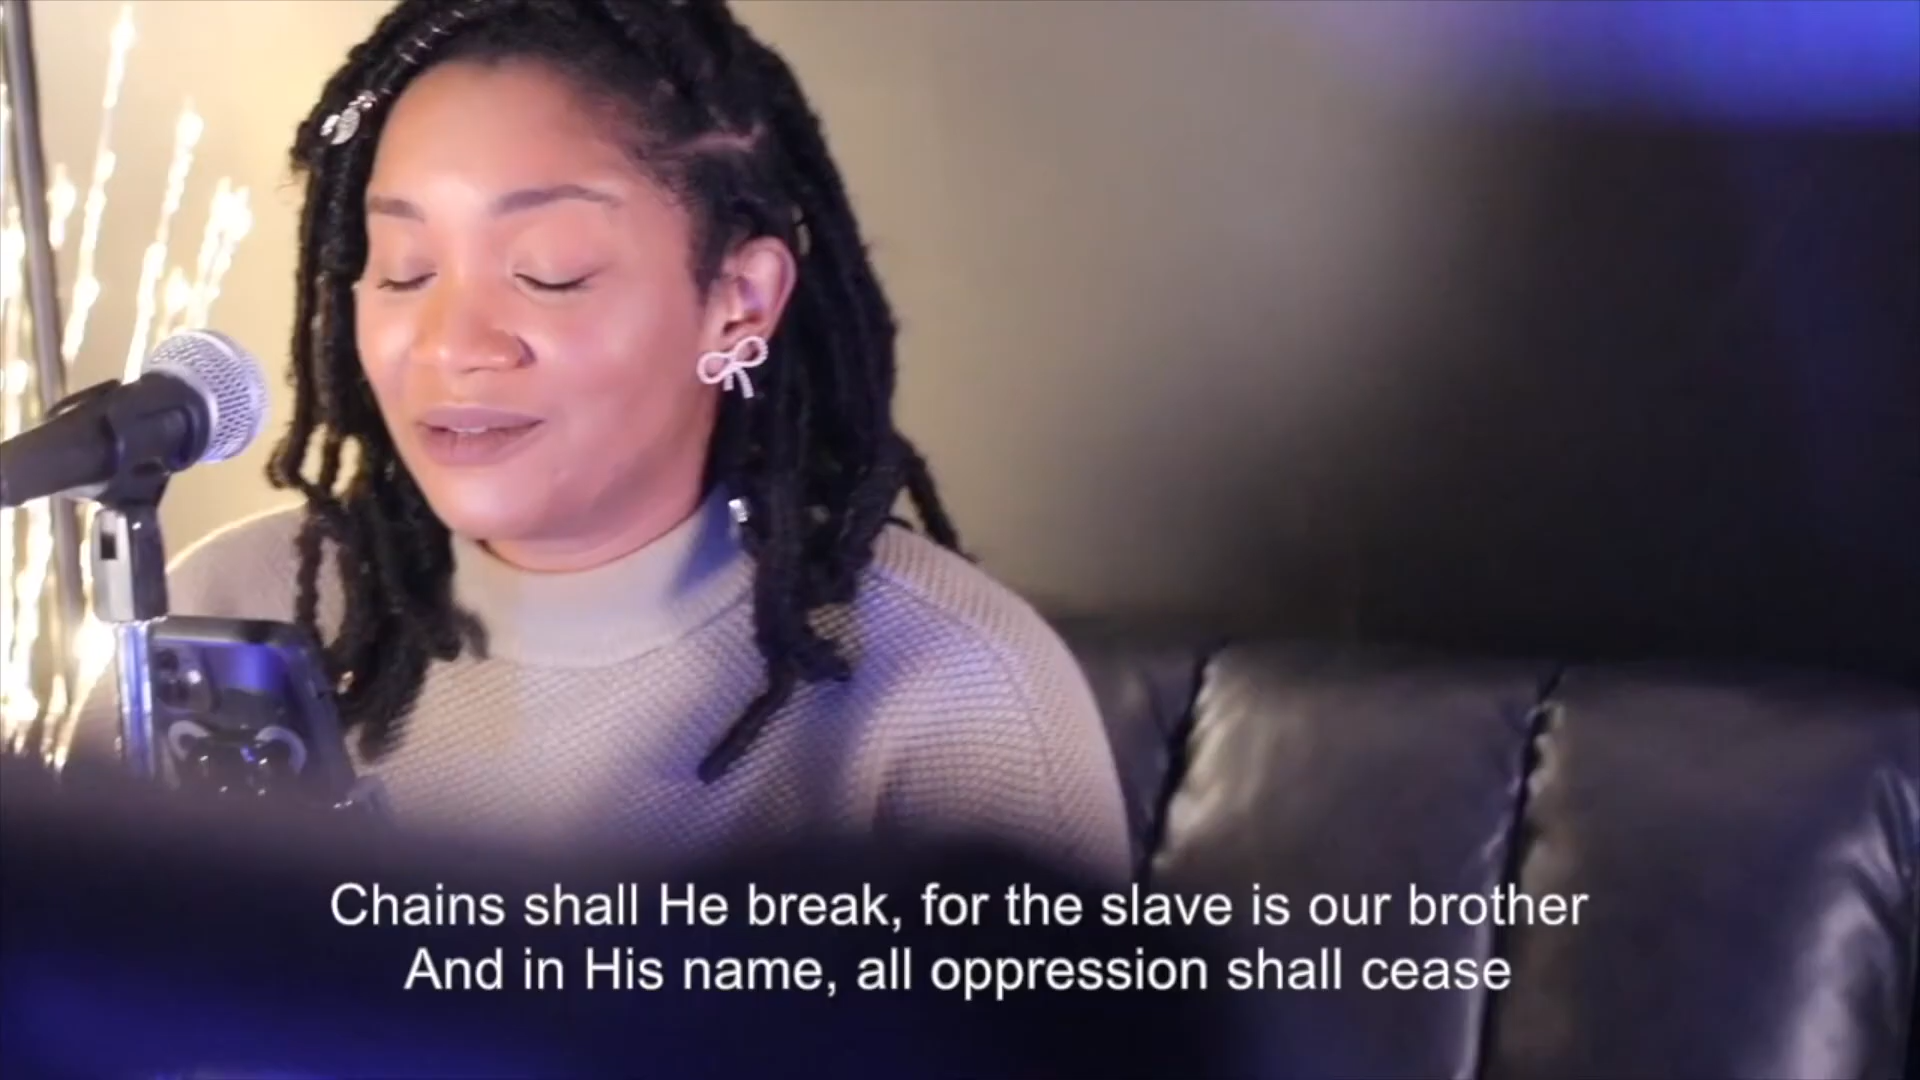 Chains shall He break, for the slave is our brother
And in His name, all oppression shall cease